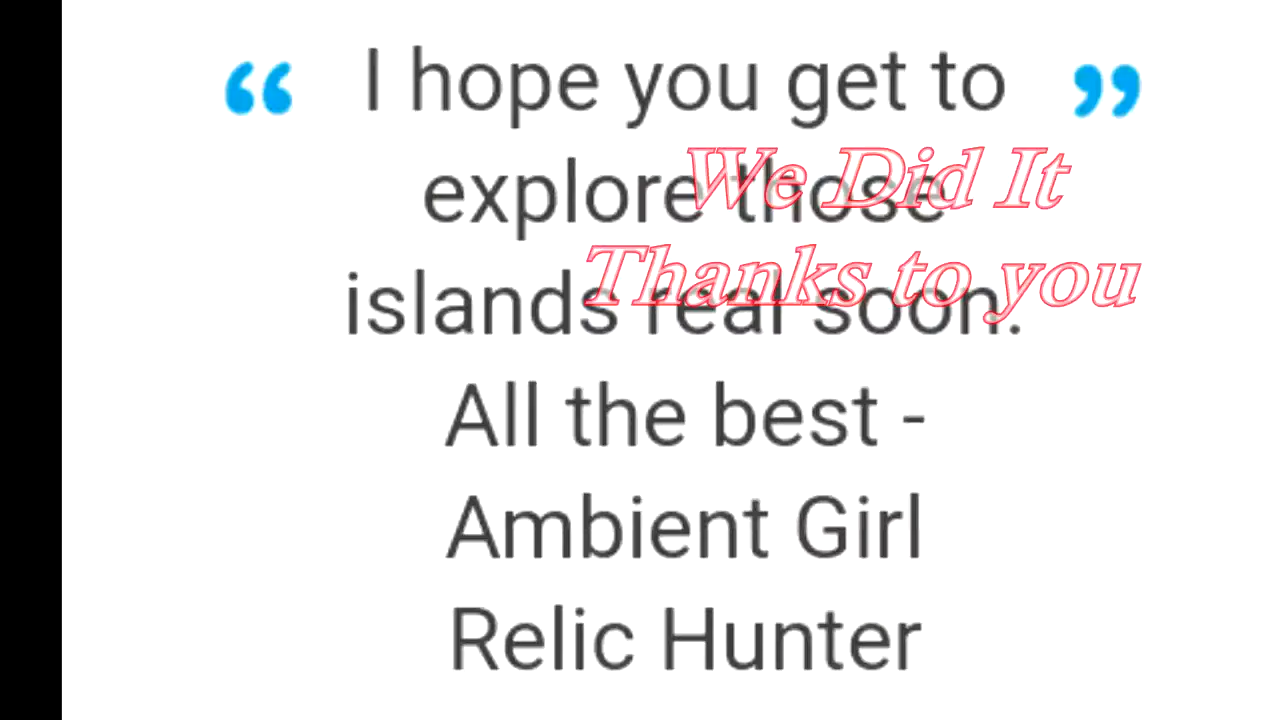 “ I hope you get to ”
explore those
islands real soon.
All the best -
Ambient Girl
Relic Hunter
We Did It
Thanks to you